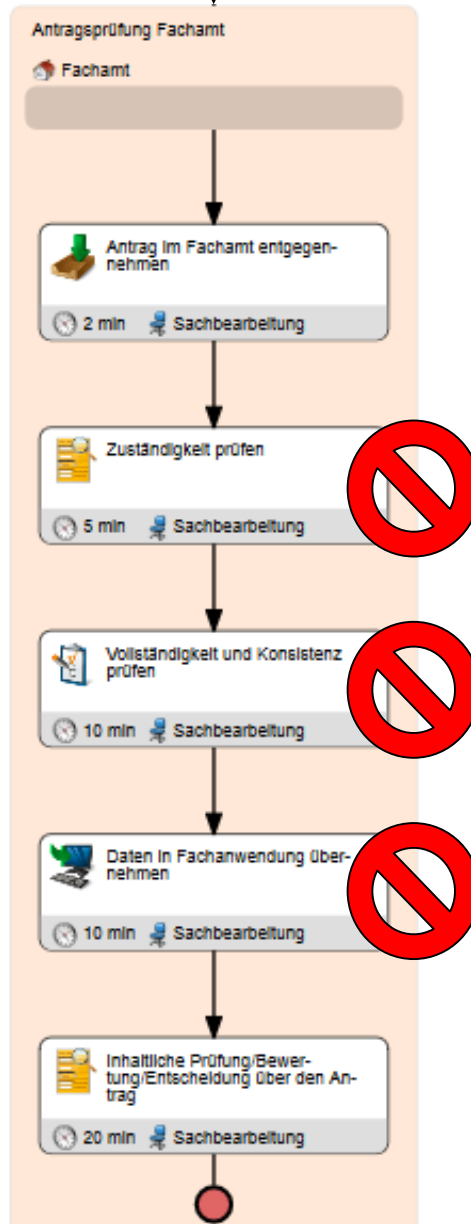 Antragsprüfung Fachamt
Fachamt
Antrag im Fachamt entgegen-
nehmen
2 min Sachbearbeitung
Zuständigkeit prüfen
5 min Sachbearbeitung
Vollständigkeit und Konsistenz
prüfen
10 min Sachbearbeitung
Daten in Fachanwendung über-
nehmen
10 min Sachbearbeitung
Inhaltliche Prüfung/Bewer-
tung/Entscheidung über den An-
trag
20 min Sachbearbeitung